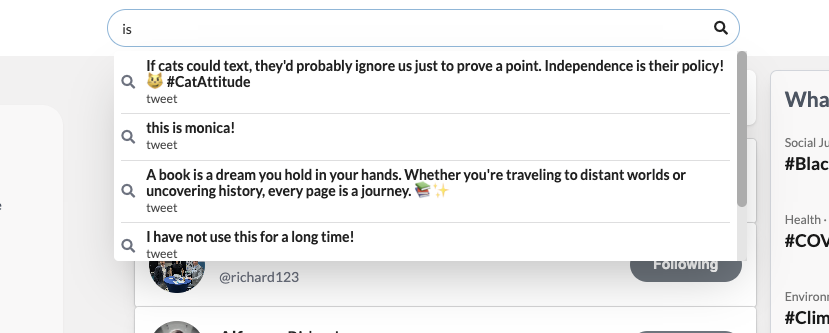 is
If cats could text, they'd probably ignore us just to prove a point. Independence is their policy!
😼 #CatAttitude
tweet
this is monica!
tweet
A book is a dream you hold in your hands. Whether you're traveling to distant worlds or
uncovering history, every page is a journey. 📚✨
tweet
I have not use this for a long time!
tweet
@richard123
Following
Wha
Social Ju
#Blac
Health ·
#COV
Environ
#Clim